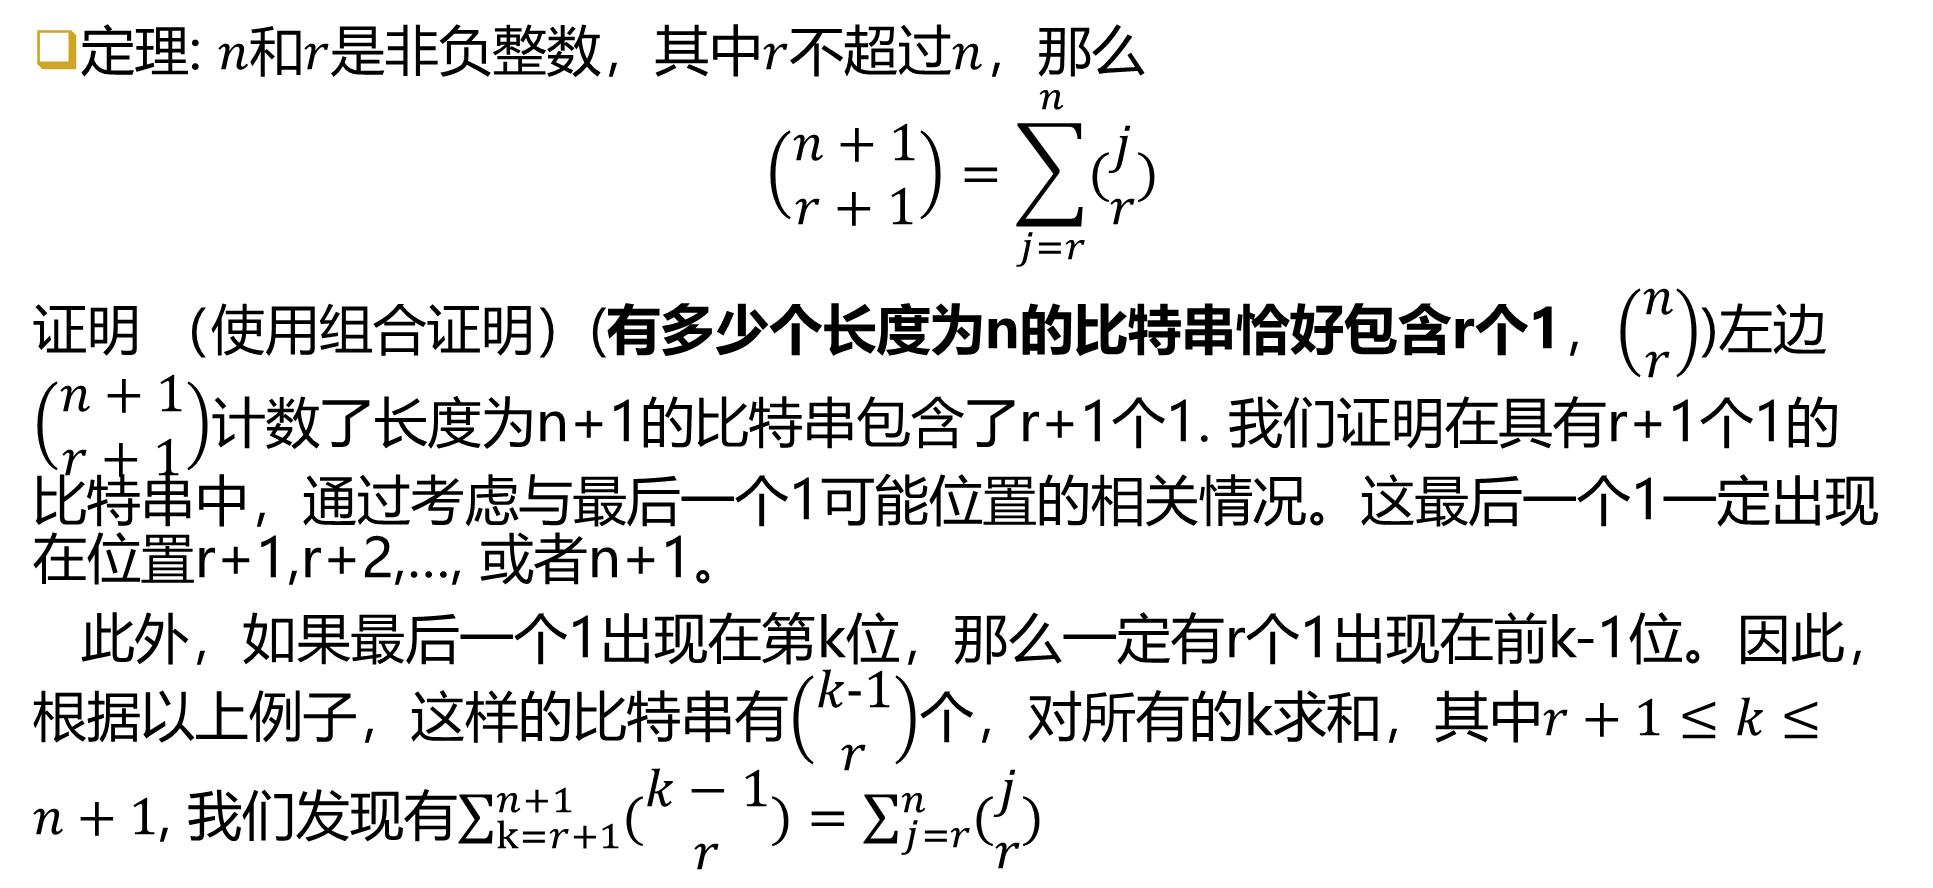 ❑定理: n和r是非负整数，其中r不超过n，那么
\binom{n+1}{r+1} = \sum_{j=r}^{n} \binom{j}{r}
证明 （使用组合证明）(有多少个长度为n的比特串恰好包含r个1，\binom{n}{r})左边
\binom{n+1}{r+1}计数了长度为n+1的比特串包含了r+1个1. 我们证明在具有r+1个1的
比特串中，通过考虑与最后一个1可能位置的相关情况。这最后一个1一定出现
在位置r+1,r+2,…, 或者n+1。
此外，如果最后一个1出现在第k位，那么一定有r个1出现在前k-1位。因此，
根据以上例子，这样的比特串有\binom{k-1}{r}个，对所有的k求和，其中r + 1 ≤ k ≤
n + 1, 我们发现有\sum_{k=r+1}^{n+1} \binom{k-1}{r} = \sum_{j=r}^{n} \binom{j}{r}